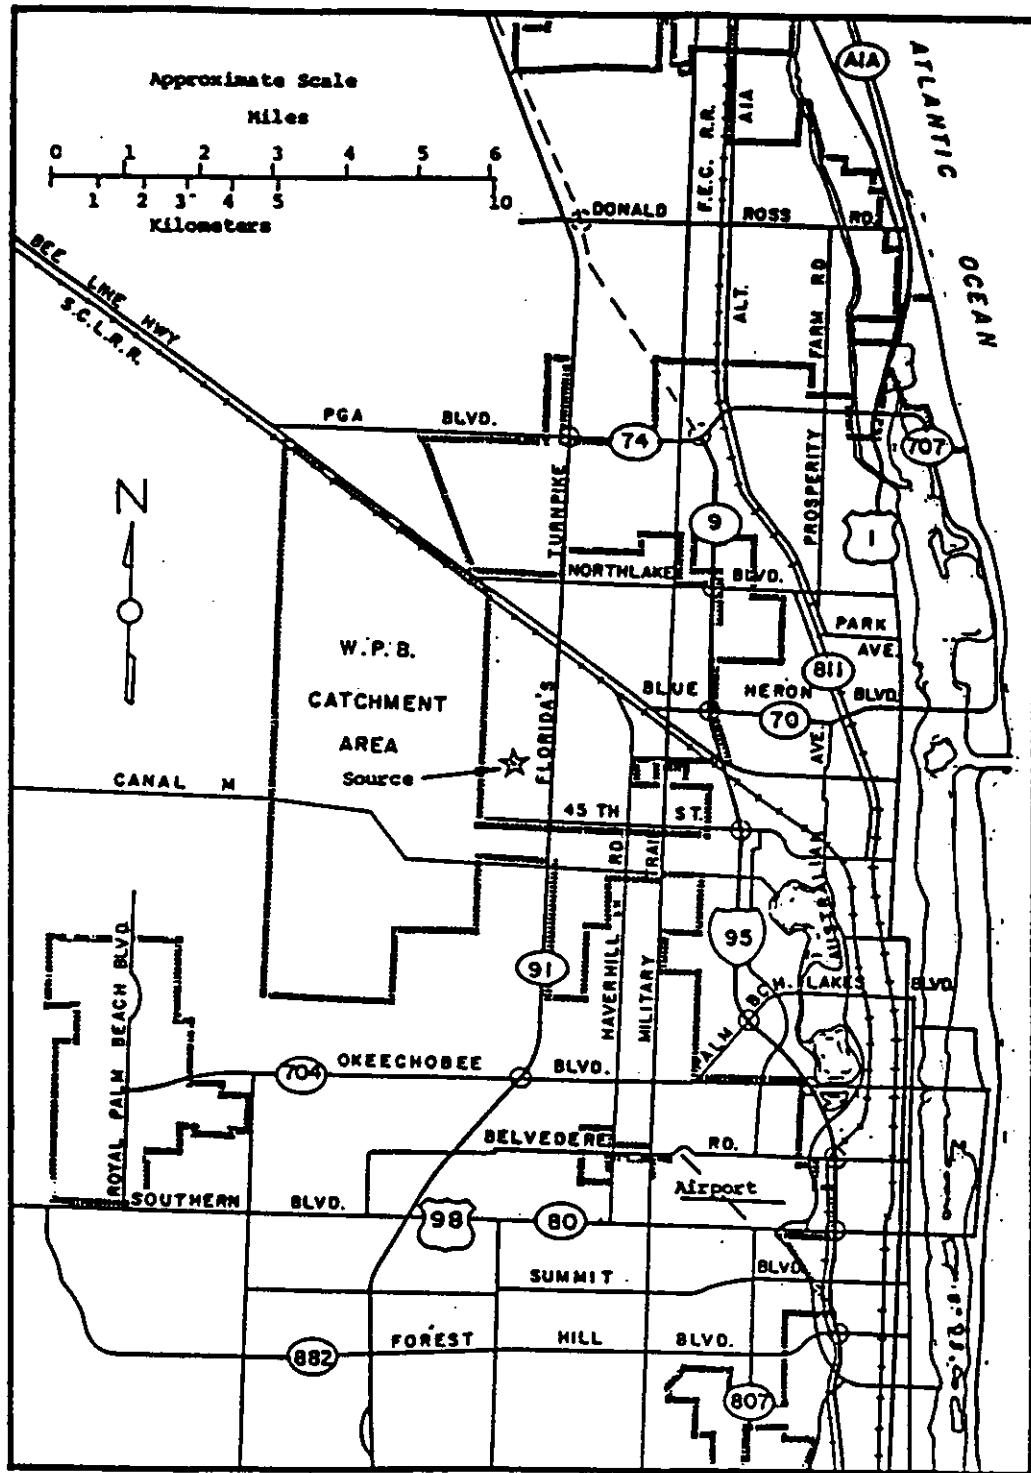 Approximate Scale
Miles
0 1 2 3 4 5 6
1 2 3 4 5 10
Kilometers
A1A
ATLANTIC
OCEAN
F.E.C. R.R.
A1A
ALT.
DONALD ROSS RD.
BEE LINE HWY
S.C.L.R.R.
PROSPERITY FARM RD
PGA BLVD.
74
707
FLORIDA'S TURNPIKE
9
1
N
NORTHLAKE BLVD.
PARK AVE.
W.P.B.
CATCHMENT
AREA
811
BLUE HERON BLVD.
70
Source
CANAL M
45 TH ST.
AUSTRALIAN AVE.
HAVERHILL RD
MILITARY TRAIL
95
91
ROYAL PALM BEACH BLVD.
PALM BCH. LAKES BLVD.
704
OKEECHOBEE BLVD.
BELVEDERE RD.
Airport
SOUTHERN BLVD.
98
80
SUMMIT BLVD.
FOREST HILL BLVD.
882
807